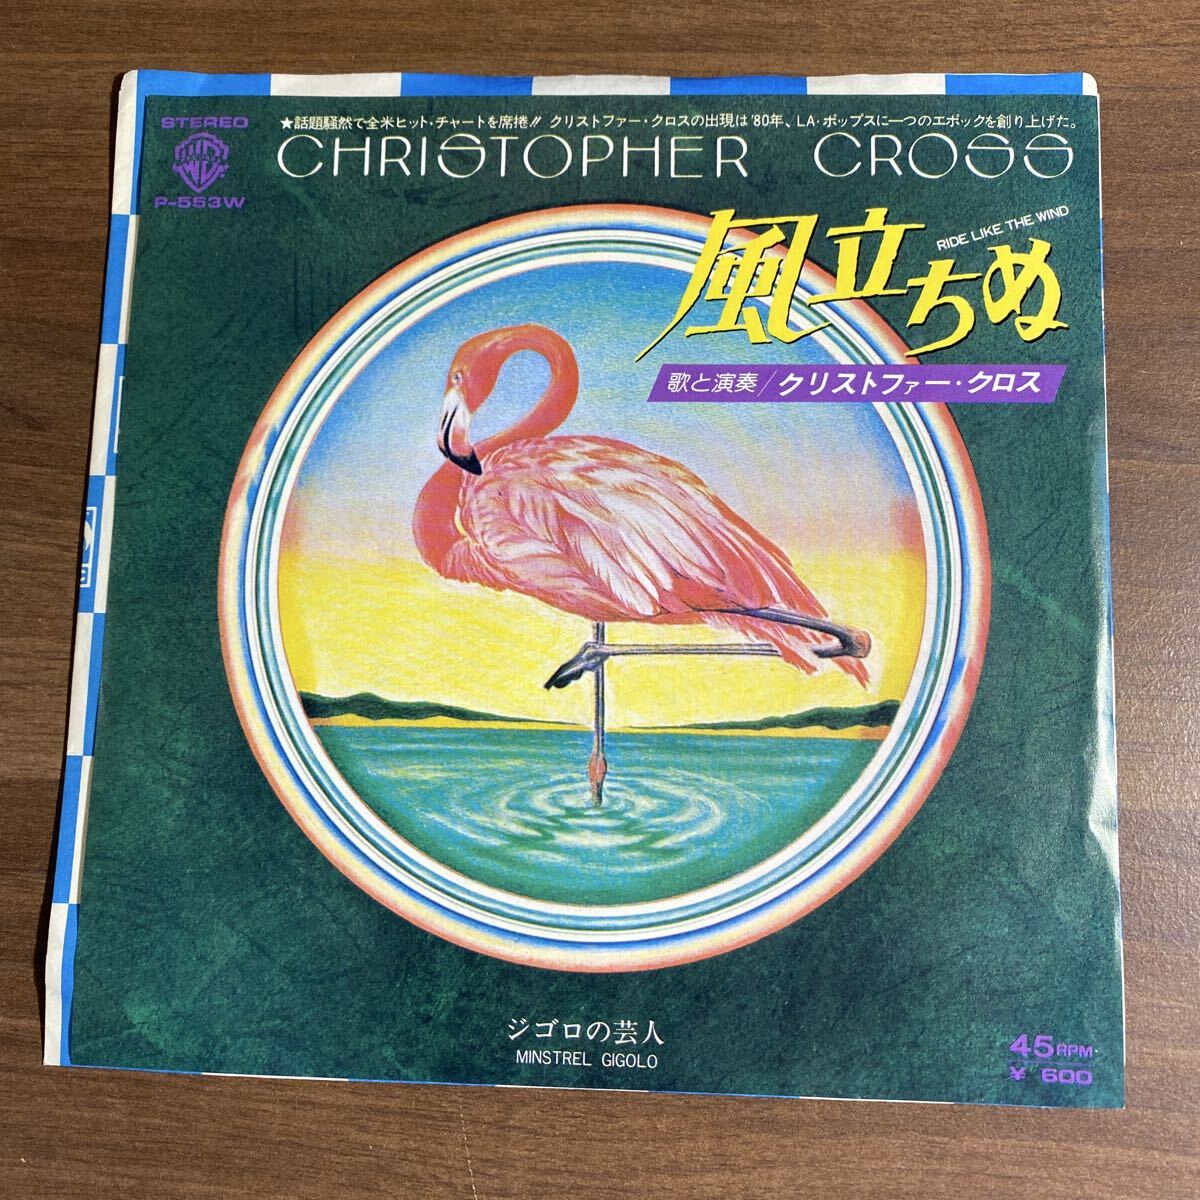 STEREO
P-553W
★話題騒然で全米ヒット・チャートを席捲!! クリストファー・クロスの出現は'80年、LA・ポップスに一つのエポックを創り上げた。
CHRISTOPHER CROSS
RIDE LIKE THE WIND
風立ちぬ
歌と演奏/クリストファー・クロス
ジゴロの芸人
MINSTREL GIGOLO
45RPM
¥ 600